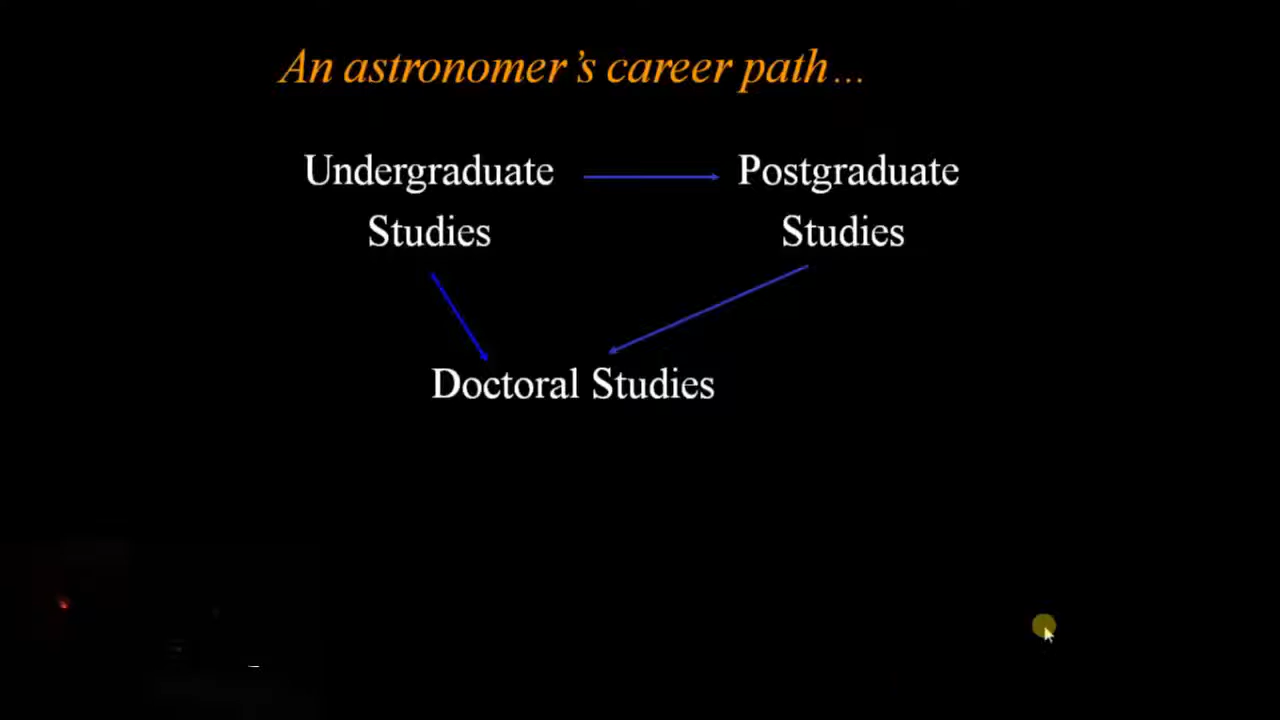 An astronomer’s career path…
Undergraduate
Studies
Postgraduate
Studies
Doctoral Studies